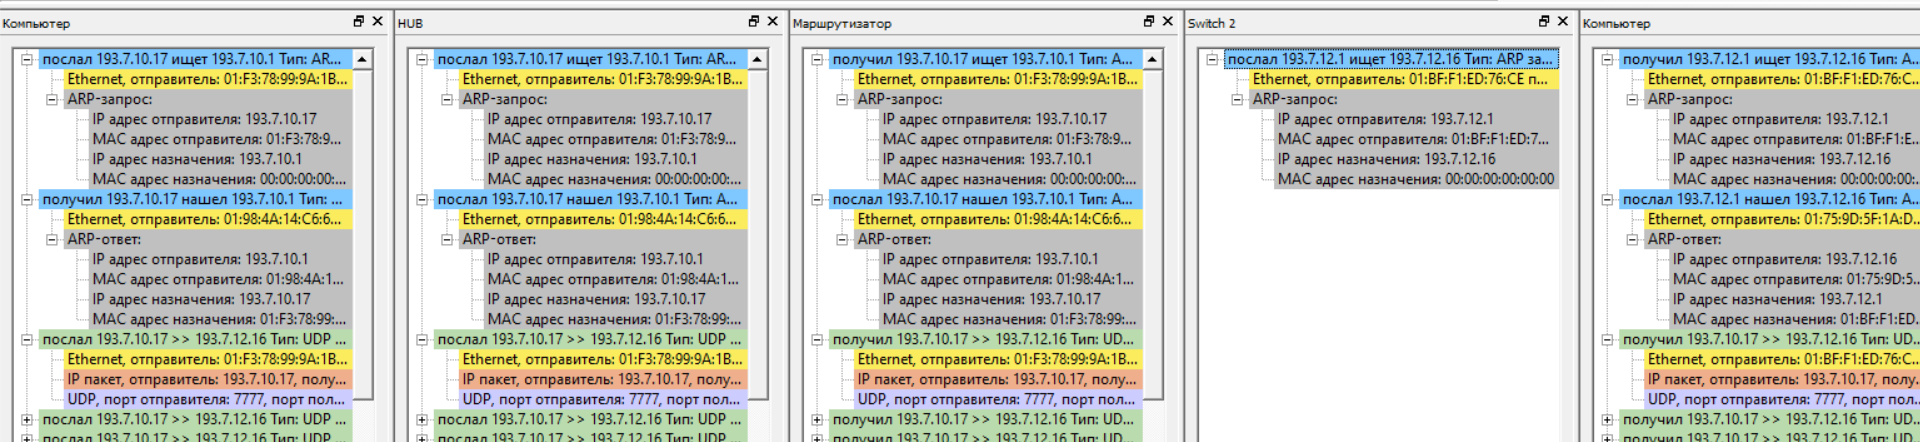 Компьютер
послал 193.7.10.17 ищет 193.7.10.1 Тип: AR...
Ethernet, отправитель: 01:F3:78:99:9A:1B...
ARP-запрос:
IP адрес отправителя: 193.7.10.17
MAC адрес отправителя: 01:F3:78:9...
IP адрес назначения: 193.7.10.1
MAC адрес назначения: 00:00:00:00:...
получил 193.7.10.17 нашел 193.7.10.1 Тип: ...
Ethernet, отправитель: 01:98:4A:14:C6:6...
ARP-ответ:
IP адрес отправителя: 193.7.10.1
MAC адрес отправителя: 01:98:4A:1...
IP адрес назначения: 193.7.10.17
MAC адрес назначения: 01:F3:78:99:...
послал 193.7.10.17 >> 193.7.12.16 Тип: UDP ...
Ethernet, отправитель: 01:F3:78:99:9A:1B...
IP пакет, отправитель: 193.7.10.17, полу...
UDP, порт отправителя: 7777, порт пол...
послал 193.7.10.17 >> 193.7.12.16 Тип: UDP ...
послал 193.7.10.17 >> 193.7.12.16 Тип: UDP ...
HUB
послал 193.7.10.17 ищет 193.7.10.1 Тип: AR...
Ethernet, отправитель: 01:F3:78:99:9A:1B...
ARP-запрос:
IP адрес отправителя: 193.7.10.17
MAC адрес отправителя: 01:F3:78:9...
IP адрес назначения: 193.7.10.1
MAC адрес назначения: 00:00:00:00:...
послал 193.7.10.17 нашел 193.7.10.1 Тип: A...
Ethernet, отправитель: 01:98:4A:14:C6:6...
ARP-ответ:
IP адрес отправителя: 193.7.10.1
MAC адрес отправителя: 01:98:4A:1...
IP адрес назначения: 193.7.10.17
MAC адрес назначения: 01:F3:78:99:...
послал 193.7.10.17 >> 193.7.12.16 Тип: UDP ...
Ethernet, отправитель: 01:F3:78:99:9A:1B...
IP пакет, отправитель: 193.7.10.17, полу...
UDP, порт отправителя: 7777, порт пол...
послал 193.7.10.17 >> 193.7.12.16 Тип: UDP ...
послал 193.7.10.17 >> 193.7.12.16 Тип: UDP ...
Маршрутизатор
получил 193.7.10.17 ищет 193.7.10.1 Тип: A...
Ethernet, отправитель: 01:F3:78:99:9A:1B...
ARP-запрос:
IP адрес отправителя: 193.7.10.17
MAC адрес отправителя: 01:F3:78:9...
IP адрес назначения: 193.7.10.1
MAC адрес назначения: 00:00:00:00:...
послал 193.7.10.17 нашел 193.7.10.1 Тип: A...
Ethernet, отправитель: 01:98:4A:14:C6:6...
ARP-ответ:
IP адрес отправителя: 193.7.10.1
MAC адрес отправителя: 01:98:4A:1...
IP адрес назначения: 193.7.10.17
MAC адрес назначения: 01:F3:78:99:...
получил 193.7.10.17 >> 193.7.12.16 Тип: UD...
Ethernet, отправитель: 01:F3:78:99:9A:1B...
IP пакет, отправитель: 193.7.10.17, полу...
UDP, порт отправителя: 7777, порт пол...
получил 193.7.10.17 >> 193.7.12.16 Тип: UD...
получил 193.7.10.17 >> 193.7.12.16 Тип: UD...
Switch 2
послал 193.7.12.1 ищет 193.7.12.16 Тип: ARP за...
Ethernet, отправитель: 01:BF:F1:ED:76:CE п...
ARP-запрос:
IP адрес отправителя: 193.7.12.1
MAC адрес отправителя: 01:BF:F1:ED:7...
IP адрес назначения: 193.7.12.16
MAC адрес назначения: 00:00:00:00:00:00
Компьютер
получил 193.7.12.1 ищет 193.7.12.16 Тип: A...
Ethernet, отправитель: 01:BF:F1:ED:76:C...
ARP-запрос:
IP адрес отправителя: 193.7.12.1
MAC адрес отправителя: 01:BF:F1:E...
IP адрес назначения: 193.7.12.16
MAC адрес назначения: 00:00:00:00:...
послал 193.7.12.1 нашел 193.7.12.16 Тип: A...
Ethernet, отправитель: 01:75:9D:5F:1A:D...
ARP-ответ:
IP адрес отправителя: 193.7.12.16
MAC адрес отправителя: 01:75:9D:5...
IP адрес назначения: 193.7.12.1
MAC адрес назначения: 01:BF:F1:ED...
получил 193.7.10.17 >> 193.7.12.16 Тип: UD...
Ethernet, отправитель: 01:BF:F1:ED:76:C...
IP пакет, отправитель: 193.7.10.17, полу...
UDP, порт отправителя: 7777, порт пол...
получил 193.7.10.17 >> 193.7.12.16 Тип: UD...
получил 193.7.10.17 >> 193.7.12.16 Тип: UD...